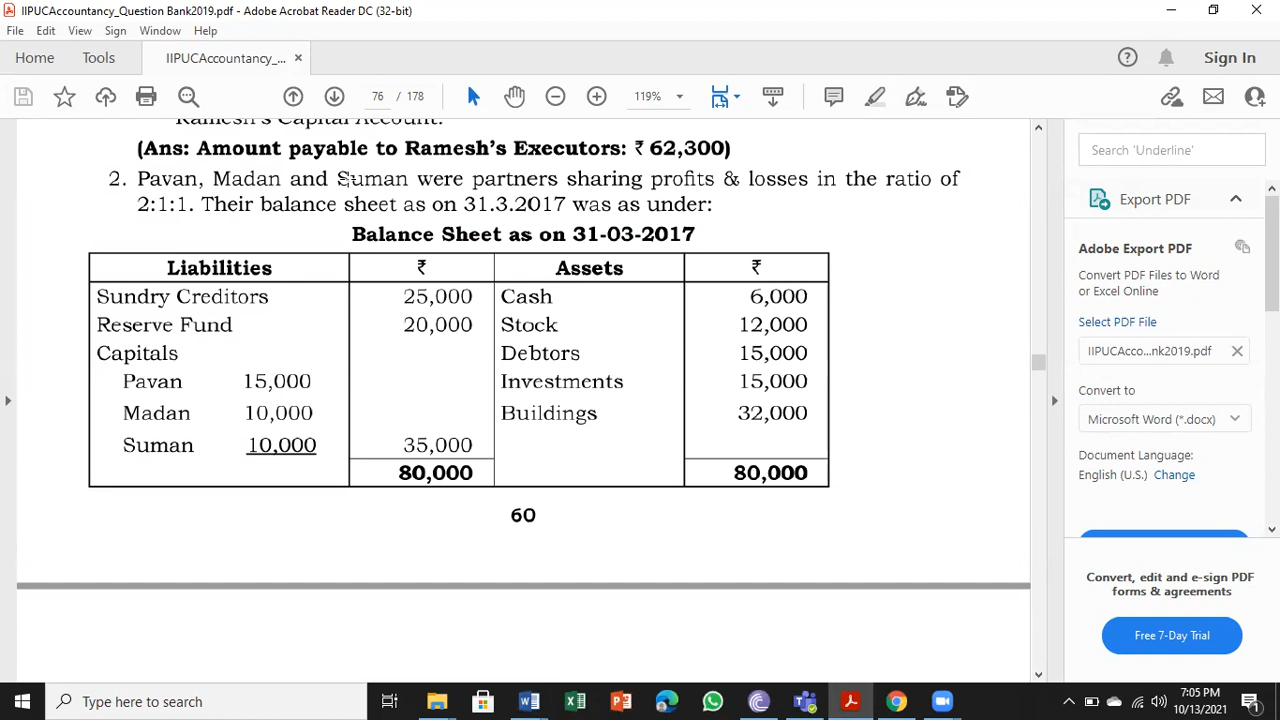 IIPUCAccountancy_Question Bank2019.pdf - Adobe Acrobat Reader DC (32-bit)
File Edit View Sign Window Help
Home Tools IIPUCAccountancy_... × Sign In
76 / 178 119%
Ramesh's Capital Account.
(Ans: Amount payable to Ramesh's Executors: ₹ 62,300)
2. Pavan, Madan and Suman were partners sharing profits & losses in the ratio of
2:1:1. Their balance sheet as on 31.3.2017 was as under:
Balance Sheet as on 31-03-2017
Liabilities ₹ Assets ₹
Sundry Creditors 25,000 Cash 6,000
Reserve Fund 20,000 Stock 12,000
Capitals Debtors 15,000
Pavan 15,000 Investments 15,000
Madan 10,000 Buildings 32,000
Suman 10,000 35,000
80,000 80,000
60
Search 'Underline'
Export PDF
Adobe Export PDF
Convert PDF Files to Word
or Excel Online
Select PDF File
IIPUCAcco...nk2019.pdf
Convert to
Microsoft Word (*.docx)
Document Language:
English (U.S.) Change
Convert, edit and e-sign PDF
forms & agreements
Free 7-Day Trial
Type here to search
7:05 PM
10/13/2021
1